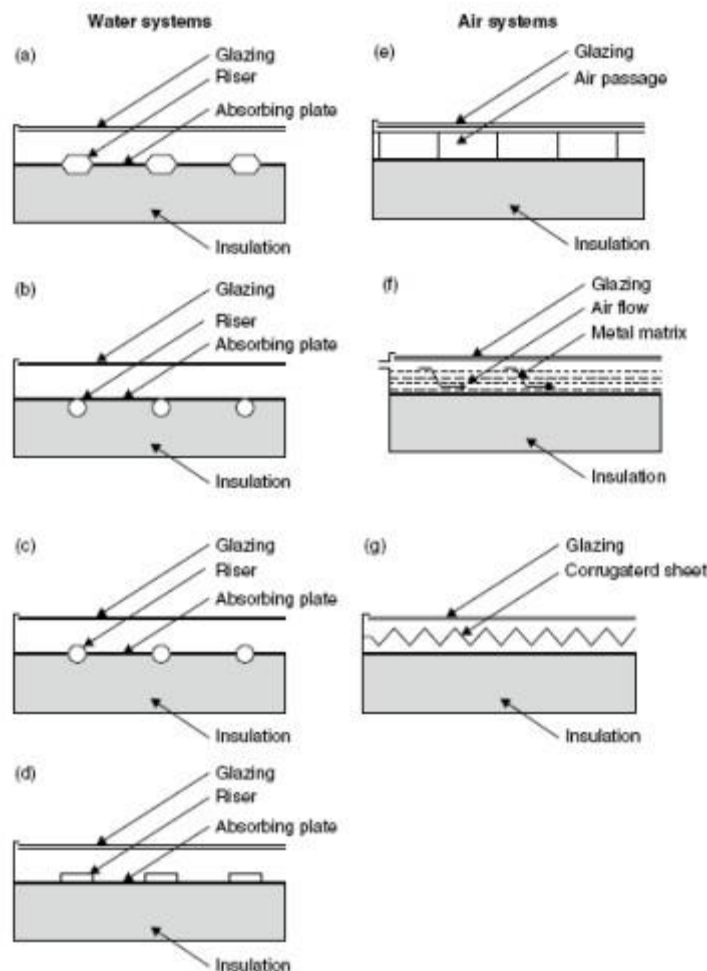 Water systems
(a)
Glazing
Riser
Absorbing plate
Insulation
(b)
Glazing
Riser
Absorbing plate
Insulation
(c)
Glazing
Riser
Absorbing plate
Insulation
(d)
Glazing
Riser
Absorbing plate
Insulation
Air systems
(e)
Glazing
Air passage
Insulation
(f)
Glazing
Air flow
Metal matrix
Insulation
(g)
Glazing
Corrugaterd sheet
Insulation